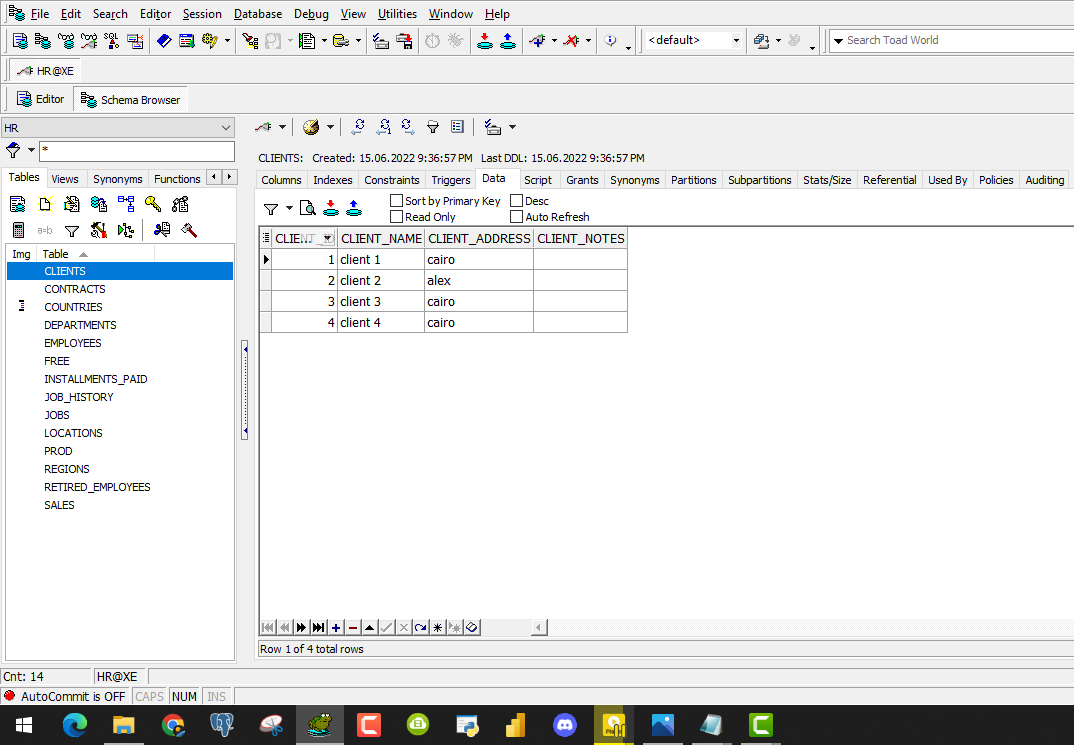 File Edit Search Editor Session Database Debug View Utilities Window Help
SQL <default> Search Toad World
HR@XE
Editor Schema Browser
HR
*
CLIENTS: Created: 15.06.2022 9:36:57 PM Last DDL: 15.06.2022 9:36:57 PM
Tables Views Synonyms Functions
Columns Indexes Constraints Triggers Data Script Grants Synonyms Partitions Subpartitions Stats/Size Referential Used By Policies Auditing
Sort by Primary Key Desc
Read Only Auto Refresh
a=b
Img Table
CLIENTS
CONTRACTS
COUNTRIES
DEPARTMENTS
EMPLOYEES
FREE
INSTALLMENTS_PAID
JOB_HISTORY
JOBS
LOCATIONS
PROD
REGIONS
RETIRED_EMPLOYEES
SALES
CLIENT_ CLIENT_NAME CLIENT_ADDRESS CLIENT_NOTES
1 client 1 cairo
2 client 2 alex
3 client 3 cairo
4 client 4 cairo
Row 1 of 4 total rows
Cnt: 14 HR@XE
AutoCommit is OFF CAPS NUM INS